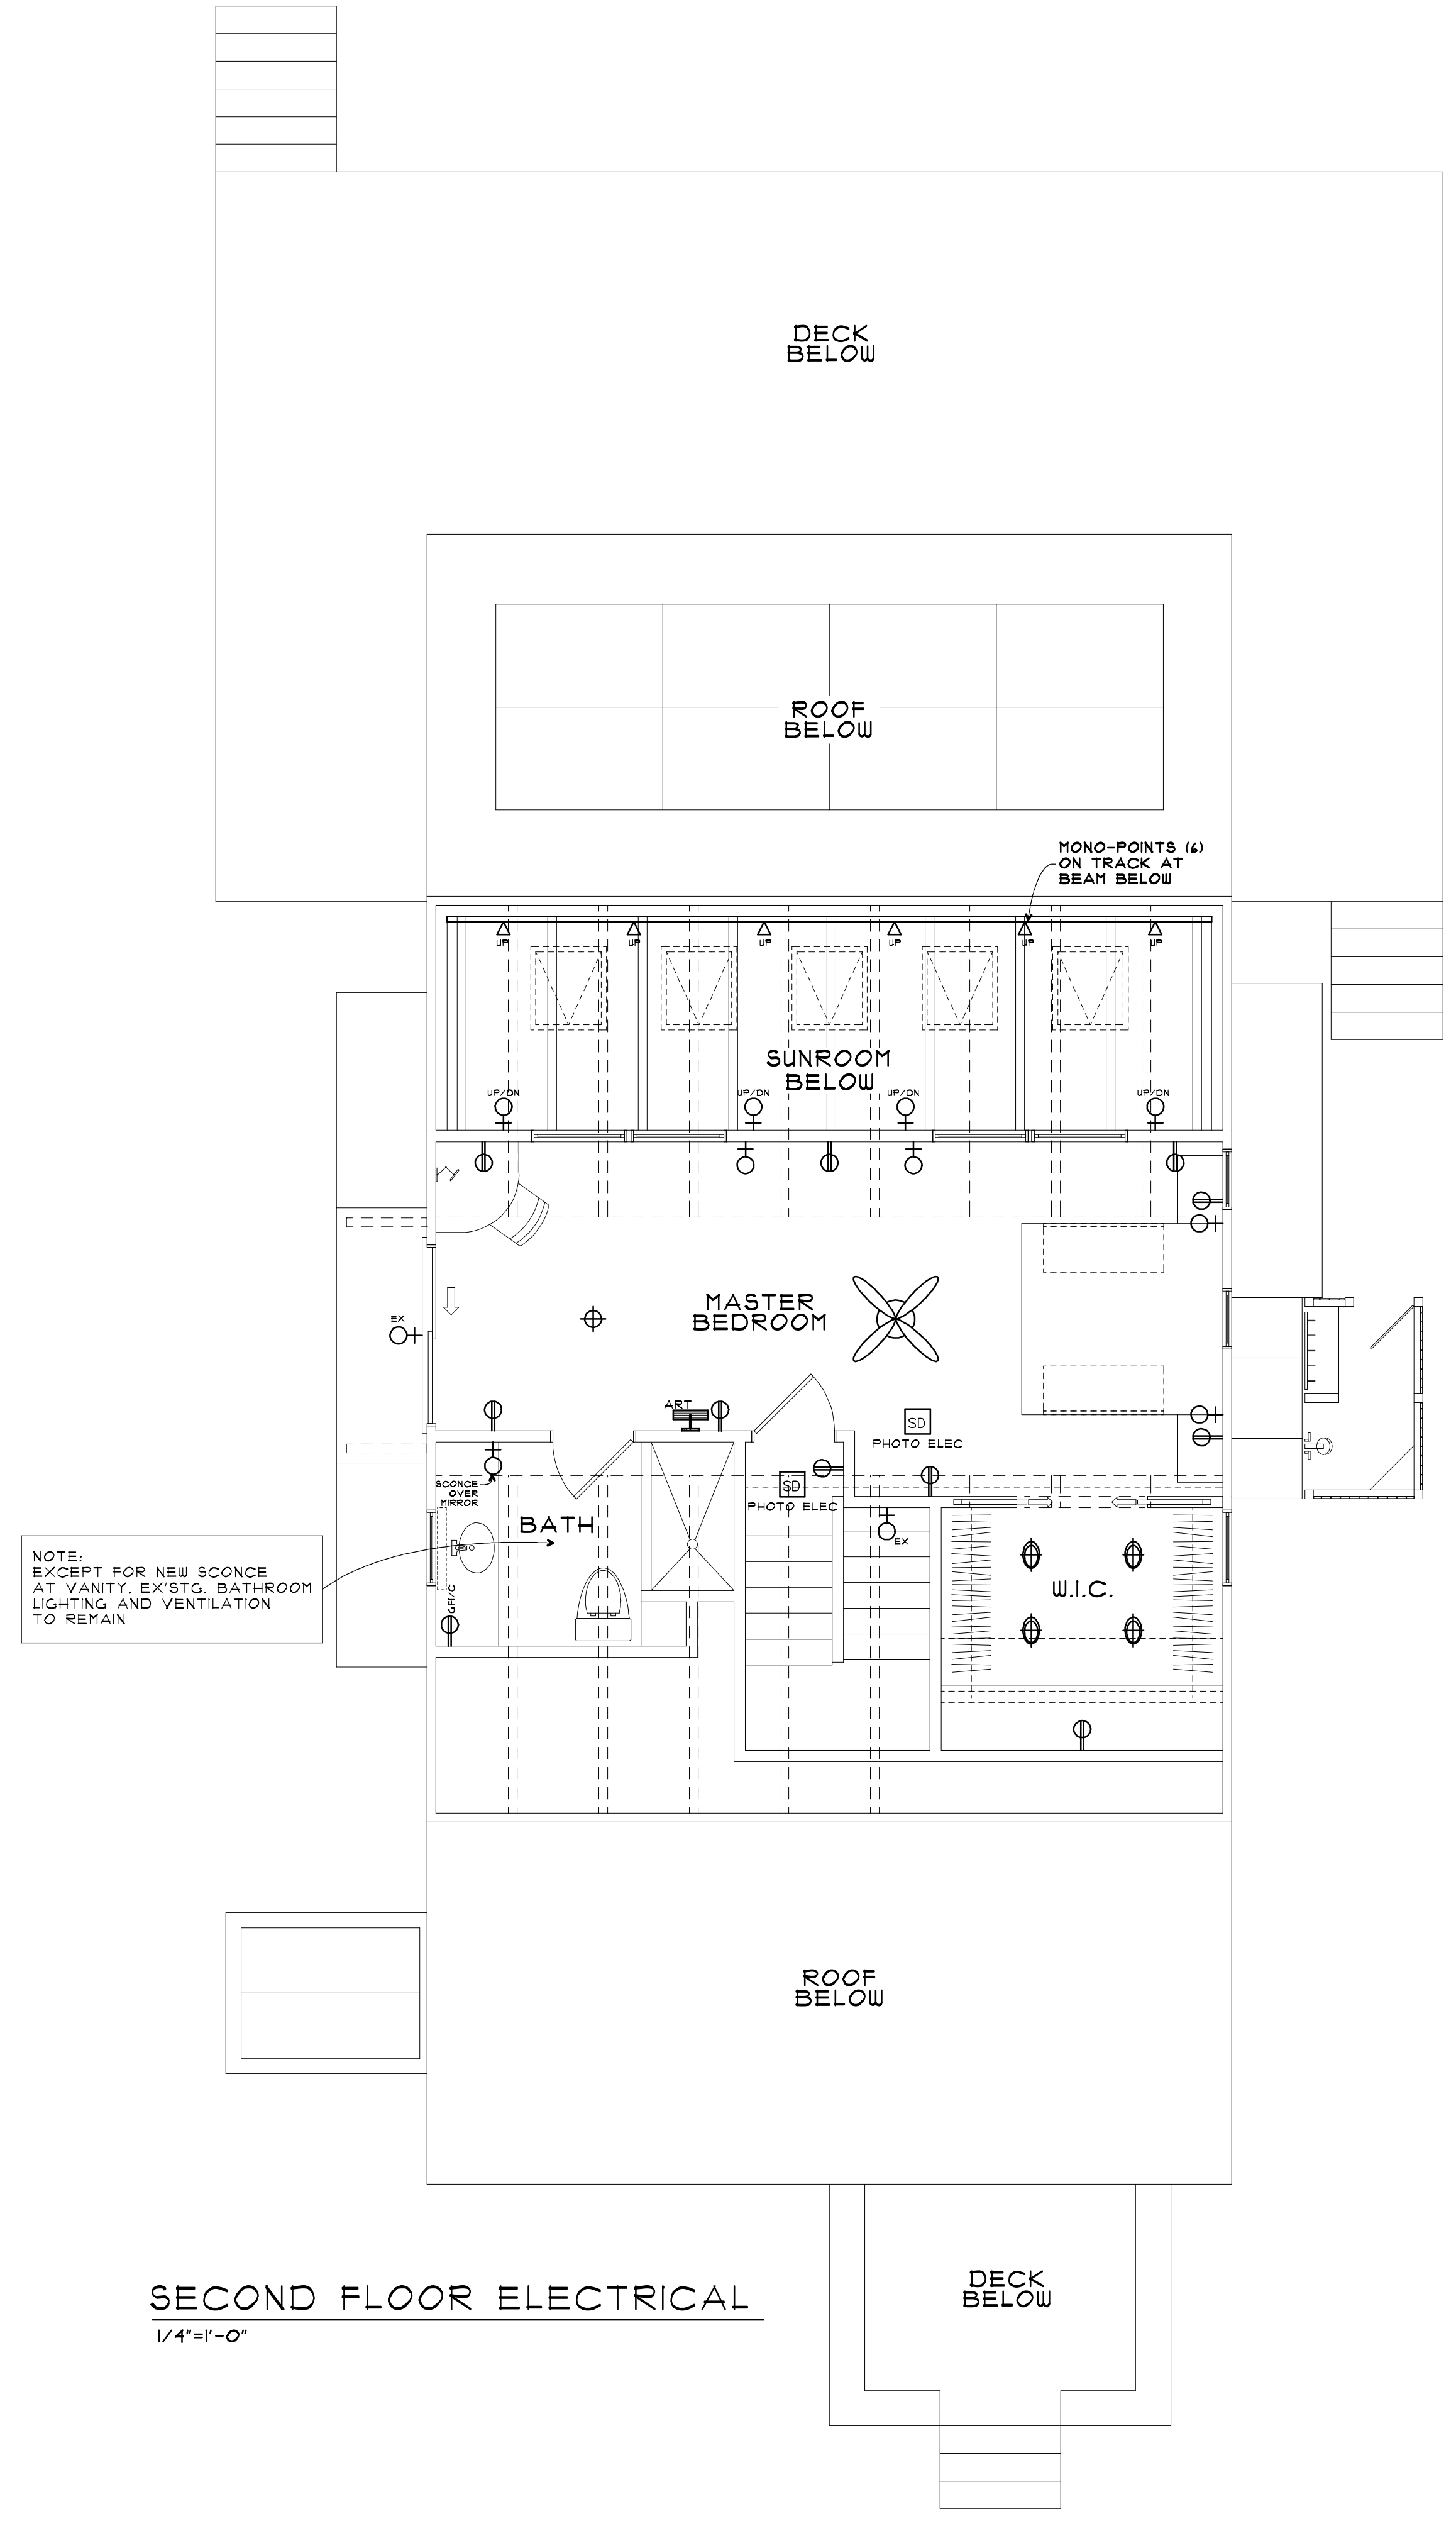 DECK
BELOW
ROOF
BELOW
MONO-POINTS (6)
ON TRACK AT
BEAM BELOW
UP
UP
UP
UP
UP
UP
SUNROOM
BELOW
UP/DN
UP/DN
UP/DN
UP/DN
MASTER
BEDROOM
EX
ART
SD
PHOTO ELEC
SD
PHOTO ELEC
SCONCE
OVER
MIRROR
BATH
EX
NOTE:
EXCEPT FOR NEW SCONCE
AT VANITY, EX'STG. BATHROOM
LIGHTING AND VENTILATION
TO REMAIN
GFI/C
W.I.C.
ROOF
BELOW
DECK
BELOW
SECOND FLOOR ELECTRICAL
1/4"=1'-0"